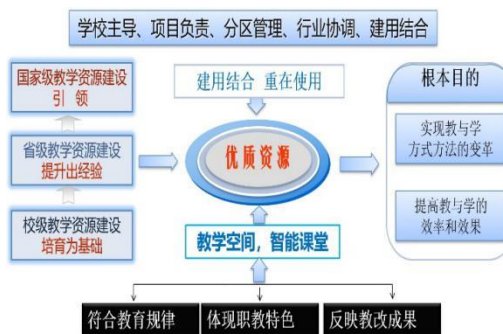 学校主导、项目负责、分区管理、行业协调、建用结合
国家级教学资源建设
引 领
省级教学资源建设
提升出经验
校级教学资源建设
培育为基础
建用结合 重在使用
优质资源
教学空间，智能课堂
根本目的
实现教与学
方式方法的变革
提高教与学的
效率和效果
符合教育规律
体现职教特色
反映教改成果